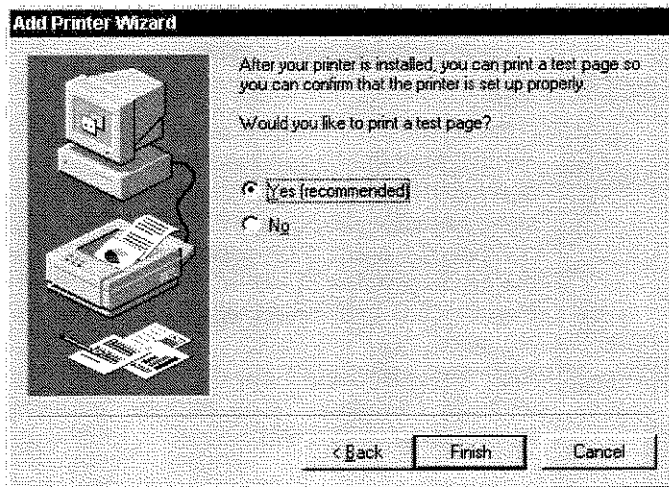 Add Printer Wizard
After your printer is installed, you can print a test page so
you can confirm that the printer is set up properly.
Would you like to print a test page?
Yes (recommended)
No
< Back
Finish
Cancel